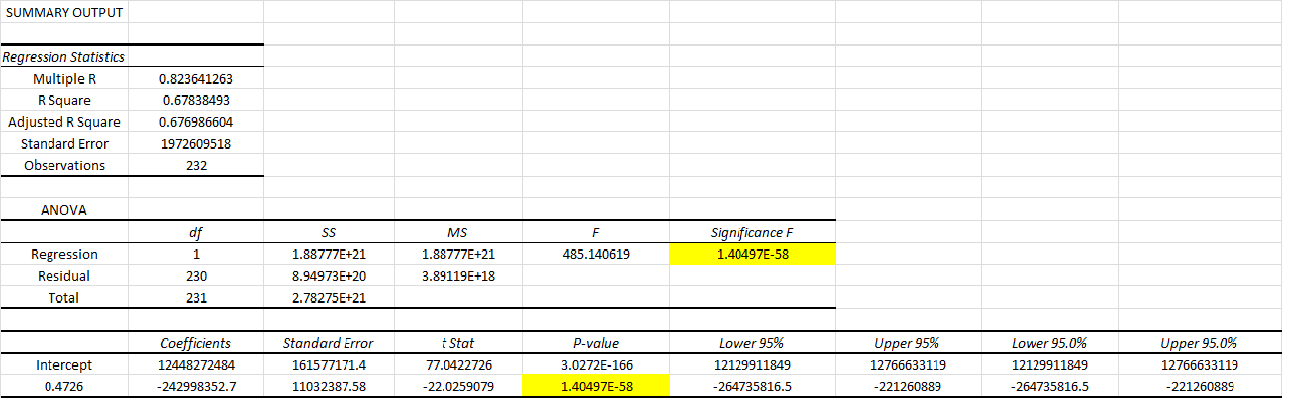 SUMMARY OUTPUT
Regression Statistics
Multiple R 0.823641263
R Square 0.67838493
Adjusted R Square 0.676986604
Standard Error 1972609518
Observations 232
ANOVA
df SS MS F Significance F
Regression 1 1.88777E+21 1.88777E+21 485.140619 1.40497E-58
Residual 230 8.94973E+20 3.89119E+18
Total 231 2.78275E+21
Coefficients Standard Error t Stat P-value Lower 95% Upper 95% Lower 95.0% Upper 95.0%
Intercept 12448272484 161577171.4 77.0422726 3.0272E-166 12129911849 12766633119 12129911849 12766633119
0.4726 -242998352.7 11032387.58 -22.0259079 1.40497E-58 -264735816.5 -221260889 -264735816.5 -221260889